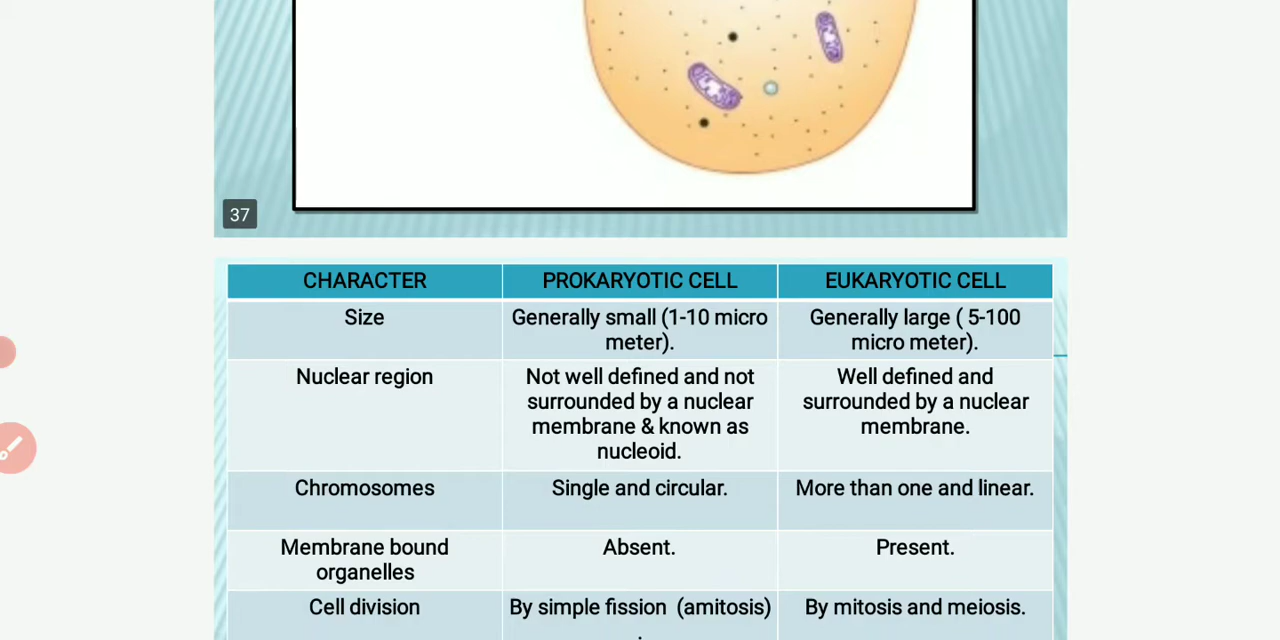 37
CHARACTER PROKARYOTIC CELL EUKARYOTIC CELL
Size
Generally small (1-10 micro
meter).
Generally large ( 5-100
micro meter).
Nuclear region
Not well defined and not
surrounded by a nuclear
membrane & known as
nucleoid.
Well defined and
surrounded by a nuclear
membrane.
Chromosomes
Single and circular.
More than one and linear.
Membrane bound
organelles
Absent.
Present.
Cell division
By simple fission (amitosis)
.
By mitosis and meiosis.